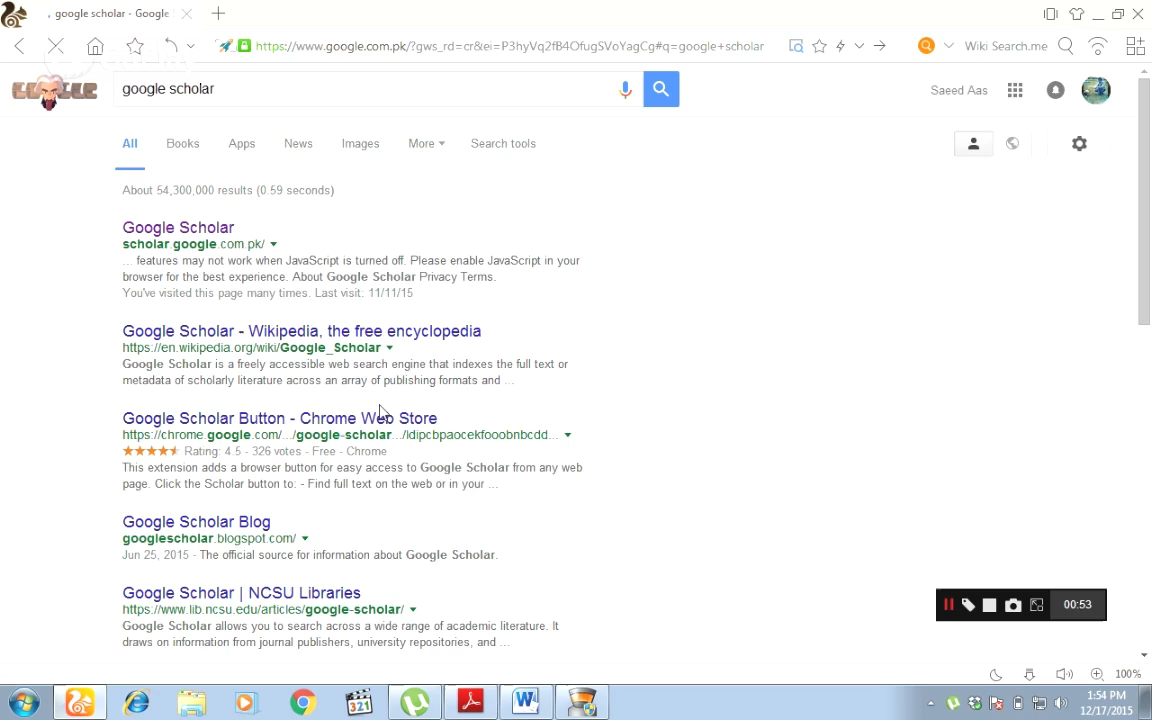 google scholar - Google
https://www.google.com.pk/?gws_rd=cr&ei=P3hyVq2fB4OfugSVoYagCg#q=google+scholar
Wiki Search.me
google scholar
Saeed Aas
All Books Apps News Images More Search tools
About 54,300,000 results (0.59 seconds)
Google Scholar
scholar.google.com.pk/
... features may not work when JavaScript is turned off. Please enable JavaScript in your
browser for the best experience. About Google Scholar Privacy Terms.
You've visited this page many times. Last visit: 11/11/15
Google Scholar - Wikipedia, the free encyclopedia
https://en.wikipedia.org/wiki/Google_Scholar
Google Scholar is a freely accessible web search engine that indexes the full text or
metadata of scholarly literature across an array of publishing formats and ...
Google Scholar Button - Chrome Web Store
https://chrome.google.com/.../google-scholar.../ldipcbpaocekfooobnbcdd...
Rating: 4.5 - 326 votes - Free - Chrome
This extension adds a browser button for easy access to Google Scholar from any web
page. Click the Scholar button to: - Find full text on the web or in your ...
Google Scholar Blog
googlescholar.blogspot.com/
Jun 25, 2015 - The official source for information about Google Scholar.
Google Scholar | NCSU Libraries
https://www.lib.ncsu.edu/articles/google-scholar/
Google Scholar allows you to search across a wide range of academic literature. It
draws on information from journal publishers, university repositories, and ...
00:53
100%
321
1:54 PM
12/17/2015